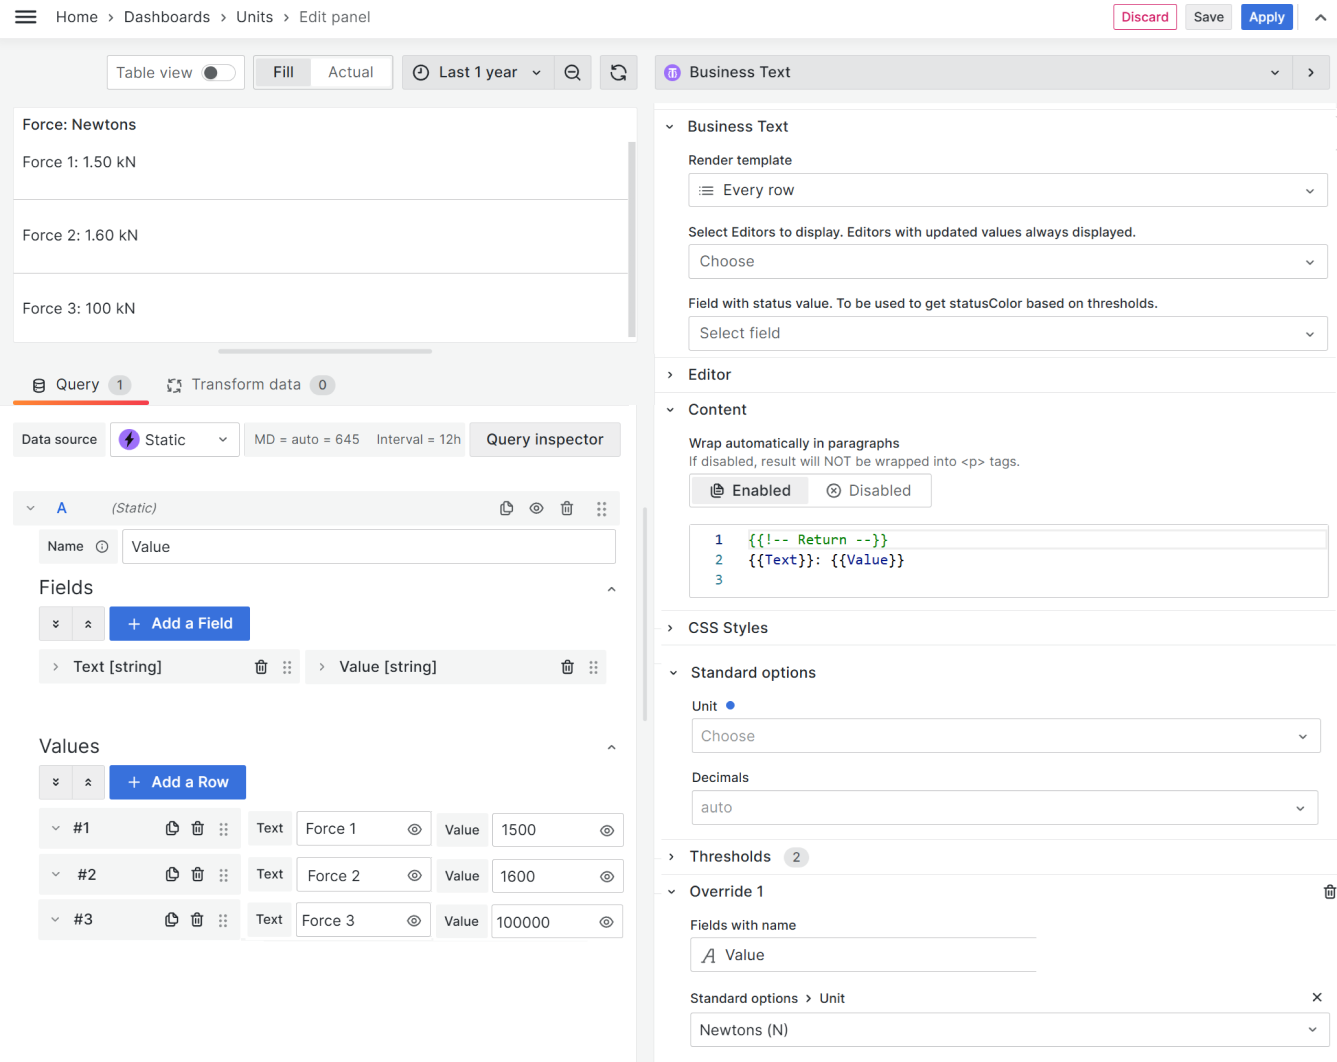 Home › Dashboards › Units › Edit panel
Discard Save Apply
Table view Fill Actual Last 1 year
Business Text
Force: Newtons
Force 1: 1.50 kN
Force 2: 1.60 kN
Force 3: 100 kN
Query 1 Transform data 0
Data source Static MD = auto = 645 Interval = 12h Query inspector
A (Static)
Name Value
Fields
+ Add a Field
Text [string] Value [string]
Values
+ Add a Row
#1 Text Force 1 Value 1500
#2 Text Force 2 Value 1600
#3 Text Force 3 Value 100000
Business Text
Render template
Every row
Select Editors to display. Editors with updated values always displayed.
Choose
Field with status value. To be used to get statusColor based on thresholds.
Select field
Editor
Content
Wrap automatically in paragraphs
If disabled, result will NOT be wrapped into <p> tags.
Enabled Disabled
1 {{!-- Return --}}
2 {{Text}}: {{Value}}
3
CSS Styles
Standard options
Unit
Choose
Decimals
auto
Thresholds 2
Override 1
Fields with name
Value
Standard options › Unit
Newtons (N)